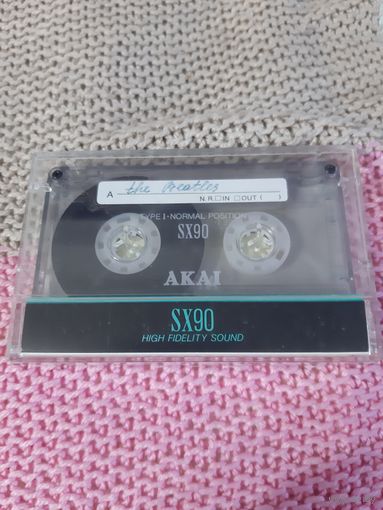 The Beatles
A N.R. □IN □OUT ( )
TYPE I・NORMAL POSITION
SX90
AKAI
SX90
HIGH FIDELITY SOUND